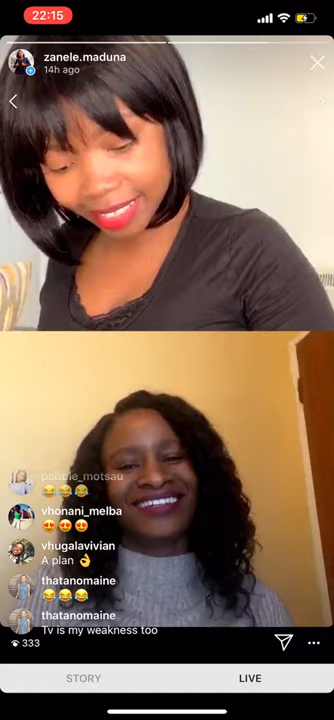 22:15
zanele.maduna
14h ago
pabbie_motsau
😂😂😂
vhonani_melba
😍😍😍
vhugalavivian
A plan 👌
thatanomaine
😂😂😂
thatanomaine
Tv is my weakness too
333
STORY
LIVE